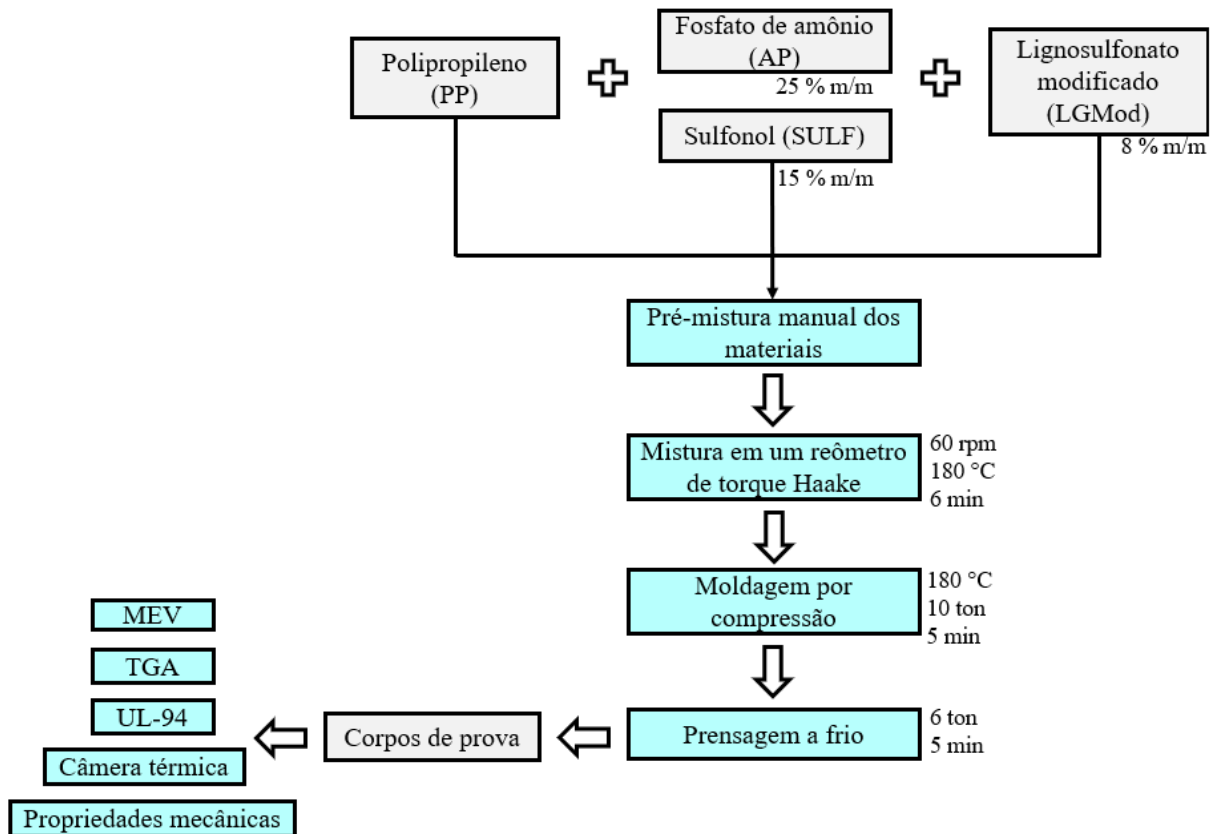 Polipropileno
(PP)
Fosfato de amônio
(AP)
25 % m/m
Sulfonol (SULF)
15 % m/m
Lignosulfonato
modificado
(LGMod)
8 % m/m
Pré-mistura manual dos
materiais
Mistura em um reômetro
de torque Haake
60 rpm
180 °C
6 min
Moldagem por
compressão
180 °C
10 ton
5 min
Prensagem a frio
6 ton
5 min
Corpos de prova
MEV
TGA
UL-94
Câmera térmica
Propriedades mecânicas